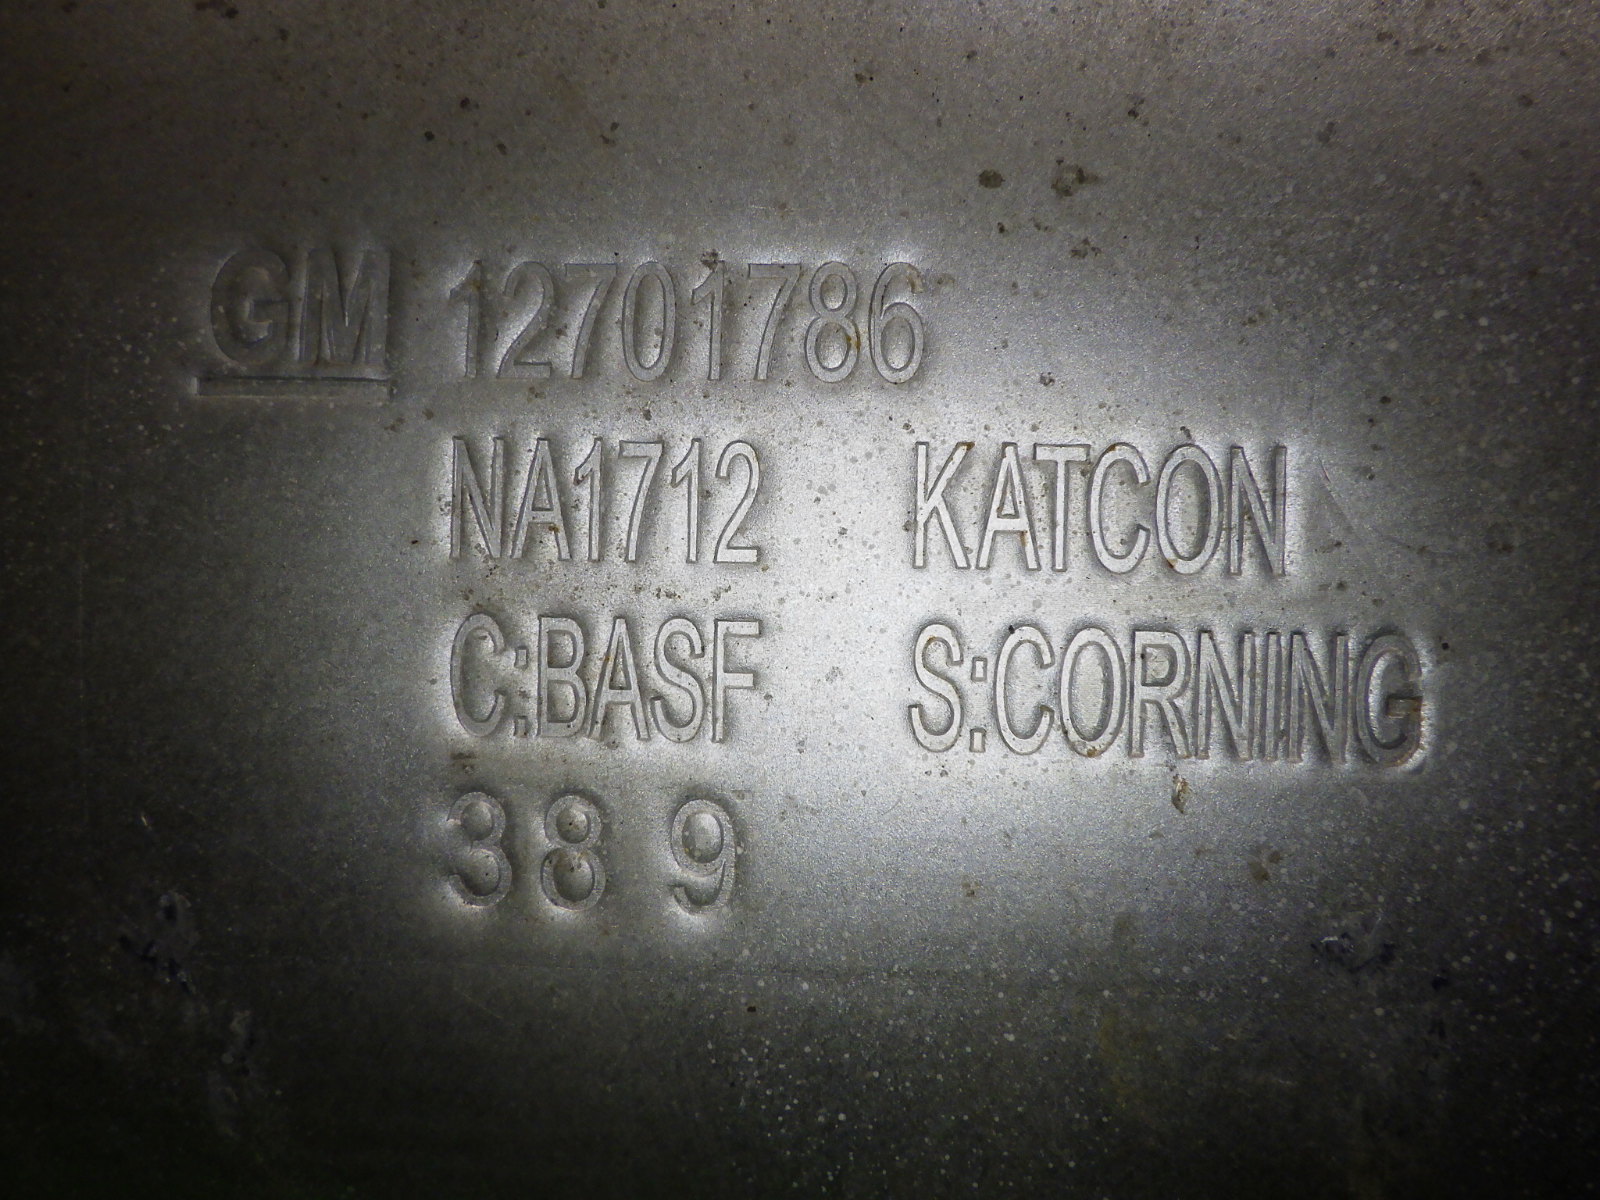 GM 12701786
NA1712 KATCON
C:BASF S:CORNING
38 9